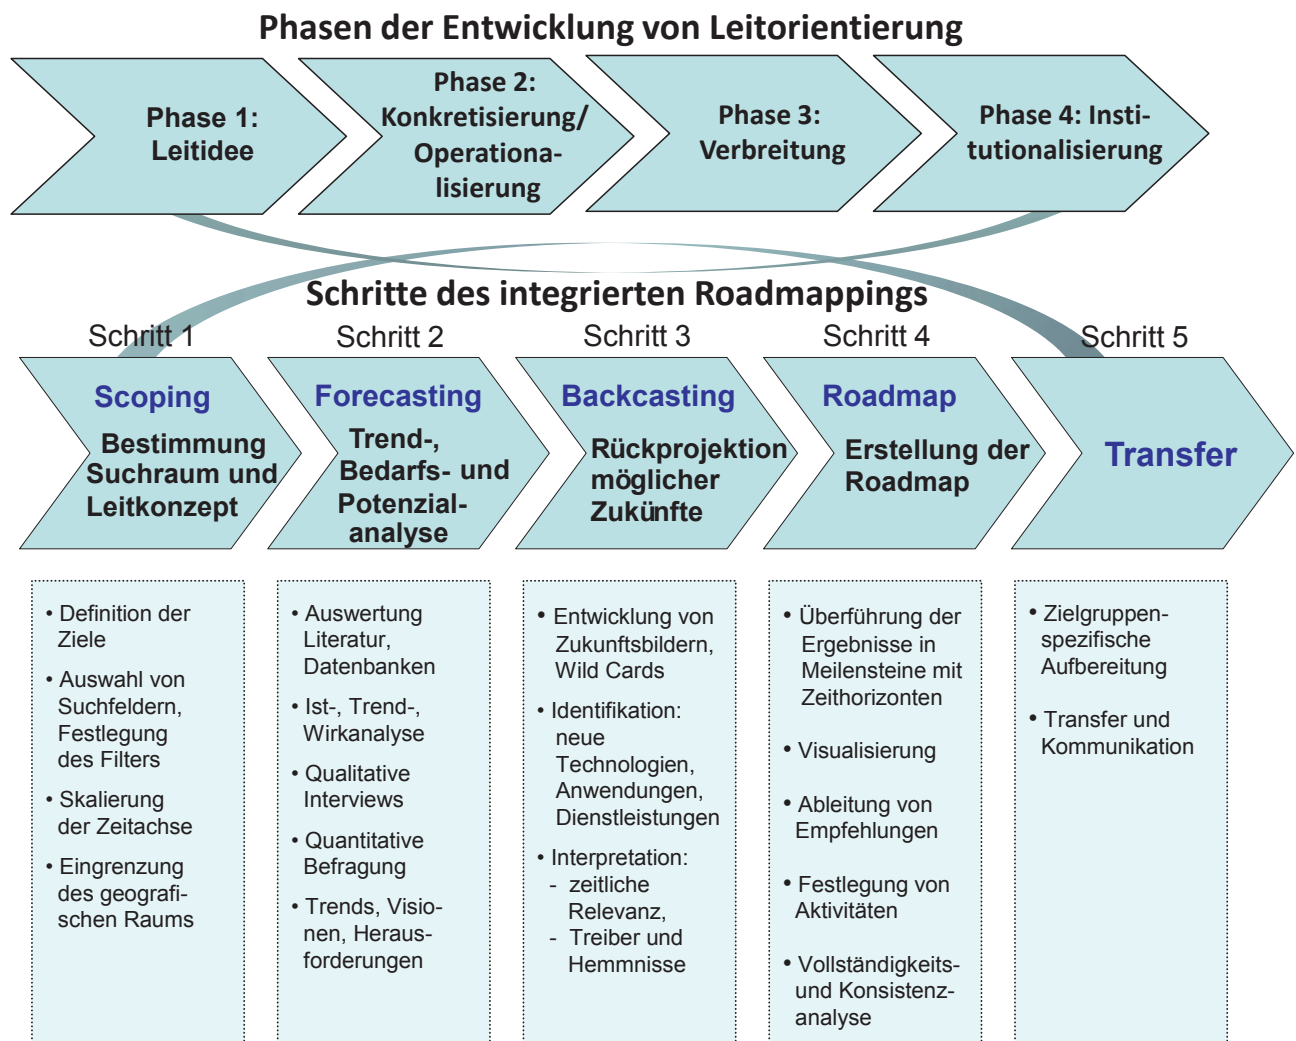 Phasen der Entwicklung von Leitorientierung
Phase 1:
Leitidee
Phase 2:
Konkretisierung/
Operationa-
lisierung
Phase 3:
Verbreitung
Phase 4: Insti-
tutionalisierung
Schritte des integrierten Roadmappings
Schritt 1
Schritt 2
Schritt 3
Schritt 4
Schritt 5
Scoping
Bestimmung
Suchraum und
Leitkonzept
Forecasting
Trend-,
Bedarfs- und
Potenzial-
analyse
Backcasting
Rückprojektion
möglicher
Zukünfte
Roadmap
Erstellung der
Roadmap
Transfer
• Definition der
Ziele
• Auswahl von
Suchfeldern,
Festlegung
des Filters
• Skalierung
der Zeitachse
• Eingrenzung
des geografi-
schen Raums
• Auswertung
Literatur,
Datenbanken
• Ist-, Trend-,
Wirkanalyse
• Qualitative
Interviews
• Quantitative
Befragung
• Trends, Visio-
nen, Heraus-
forderungen
• Entwicklung von
Zukunftsbildern,
Wild Cards
• Identifikation:
neue
Technologien,
Anwendungen,
Dienstleistungen
• Interpretation:
- zeitliche
Relevanz,
- Treiber und
Hemmnisse
• Überführung der
Ergebnisse in
Meilensteine mit
Zeithorizonten
• Visualisierung
• Ableitung von
Empfehlungen
• Festlegung von
Aktivitäten
• Vollständigkeits-
und Konsistenz-
analyse
• Zielgruppen-
spezifische
Aufbereitung
• Transfer und
Kommunikation